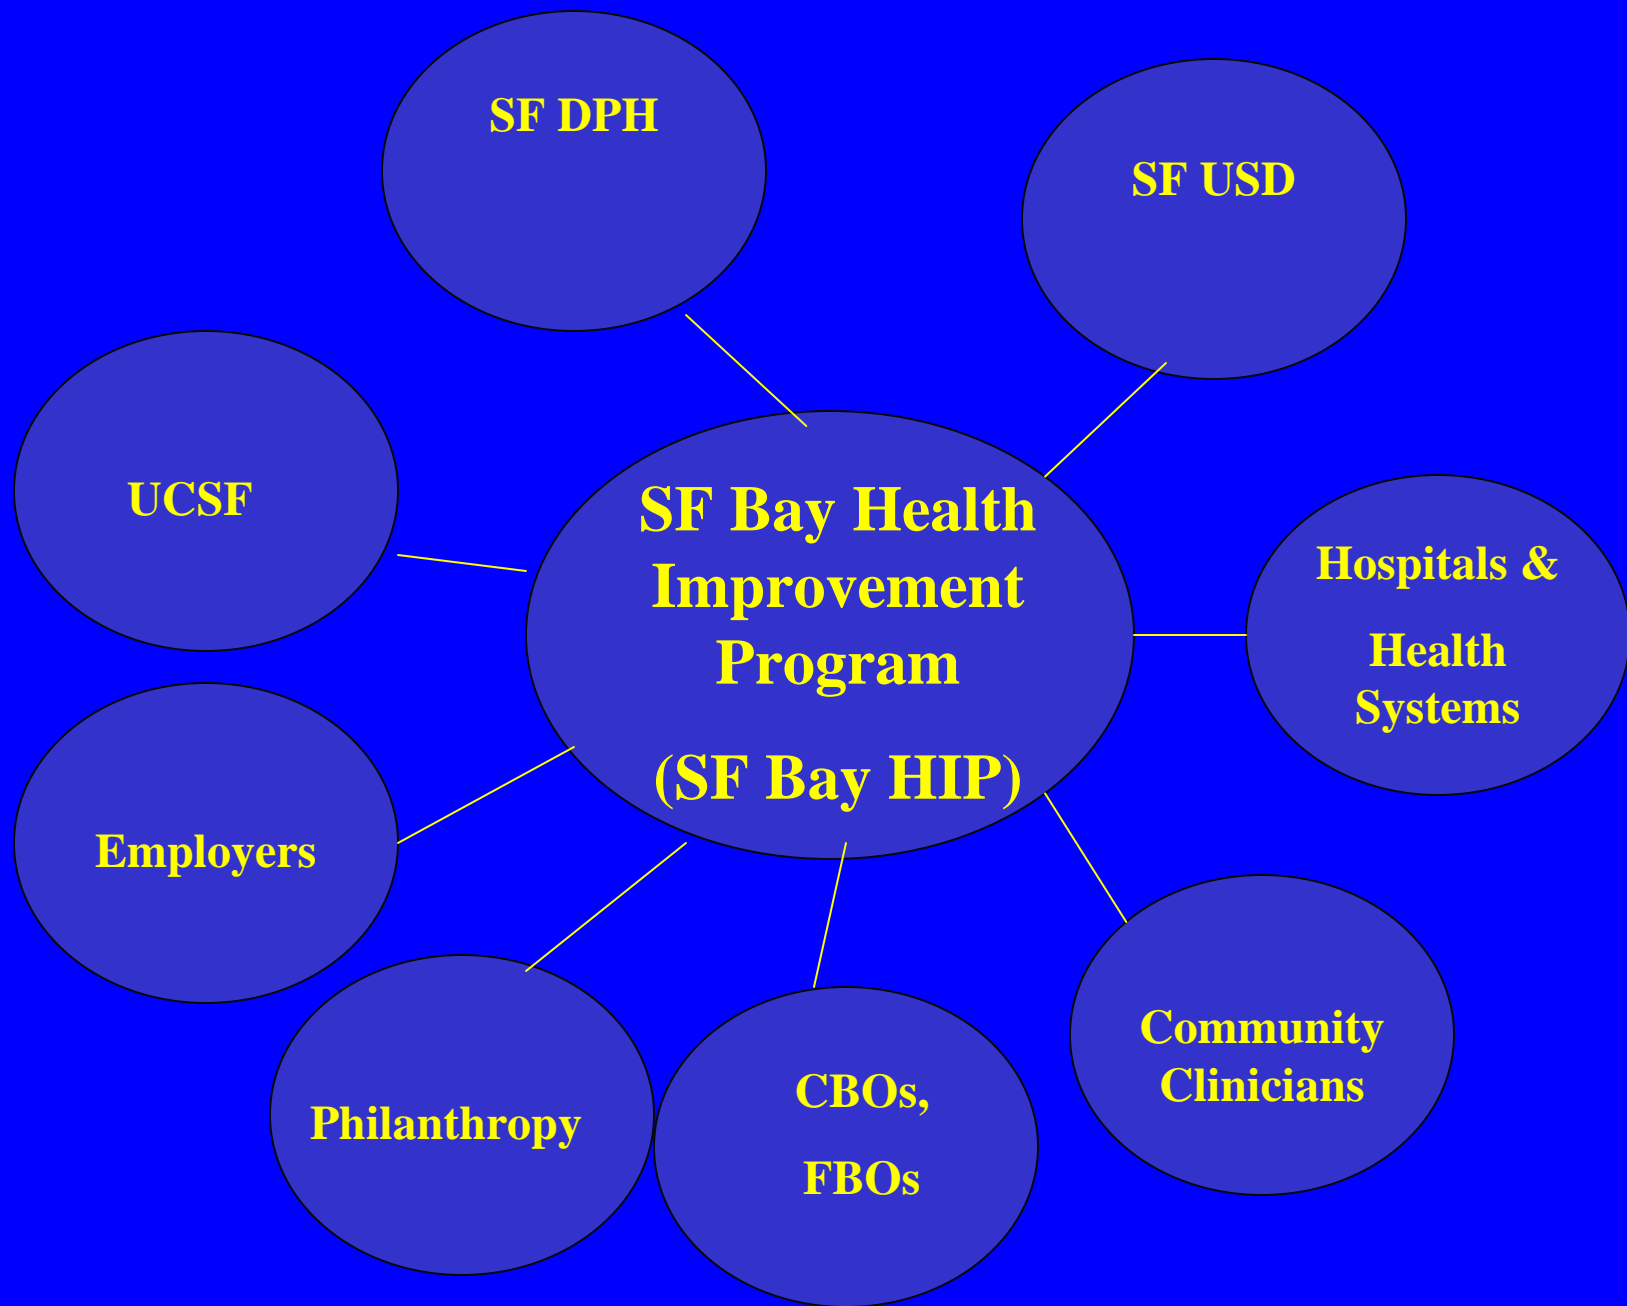 SF DPH
SF USD
UCSF
SF Bay Health
Improvement
Program
(SF Bay HIP)
Hospitals &
Health
Systems
Employers
Community
Clinicians
Philanthropy
CBOs,
FBOs